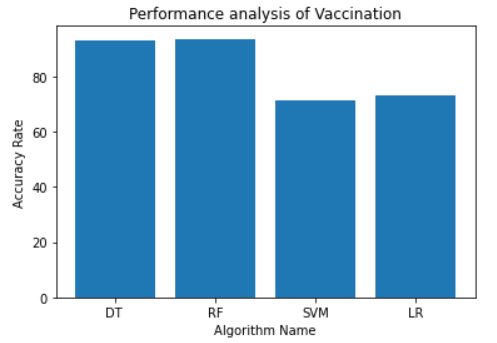 Performance analysis of Vaccination
Accuracy Rate
80
60
40
20
0
DT RF SVM LR
Algorithm Name